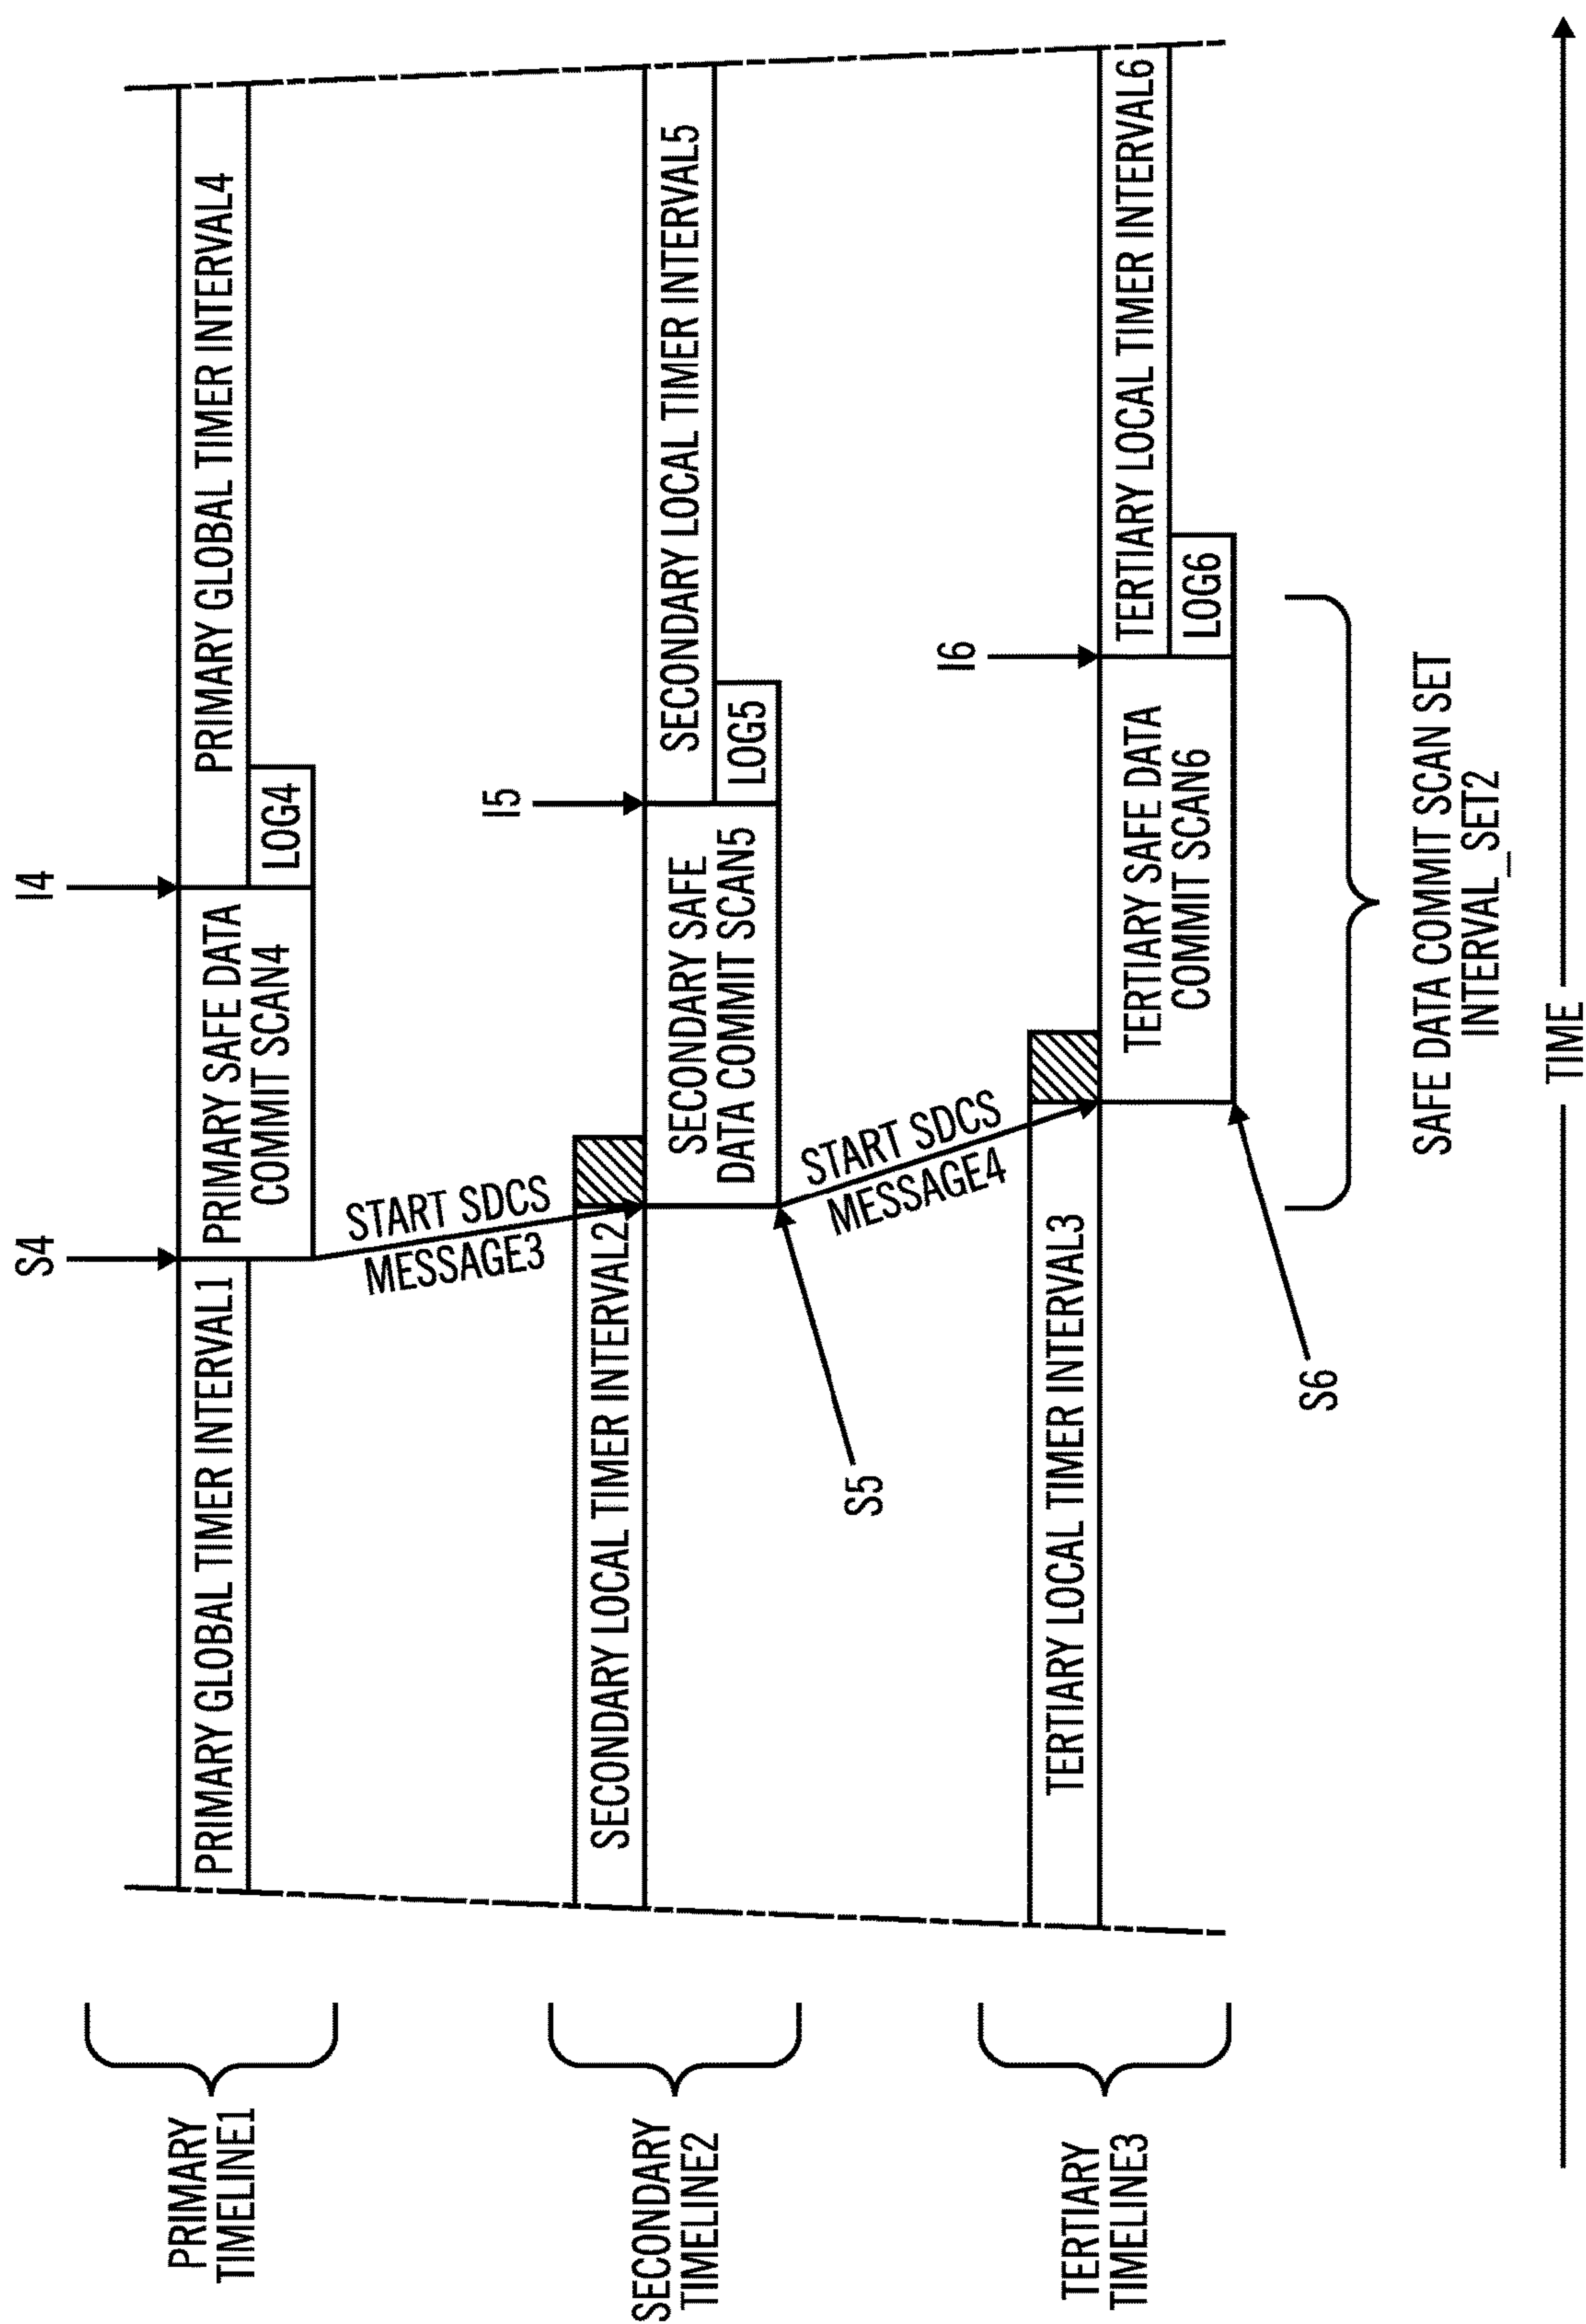 PRIMARY
TIMELINE1
PRIMARY GLOBAL TIMER INTERVAL1
S4
PRIMARY SAFE DATA
COMMIT SCAN4
I4
LOG4
PRIMARY GLOBAL TIMER INTERVAL4
START SDCS
MESSAGE3
SECONDARY
TIMELINE2
SECONDARY LOCAL TIMER INTERVAL2
SECONDARY SAFE
DATA COMMIT SCAN5
I5
LOG5
SECONDARY LOCAL TIMER INTERVAL5
S5
START SDCS
MESSAGE4
TERTIARY
TIMELINE3
TERTIARY LOCAL TIMER INTERVAL3
TERTIARY SAFE DATA
COMMIT SCAN6
I6
LOG6
TERTIARY LOCAL TIMER INTERVAL6
S6
SAFE DATA COMMIT SCAN SET
INTERVAL_SET2
TIME